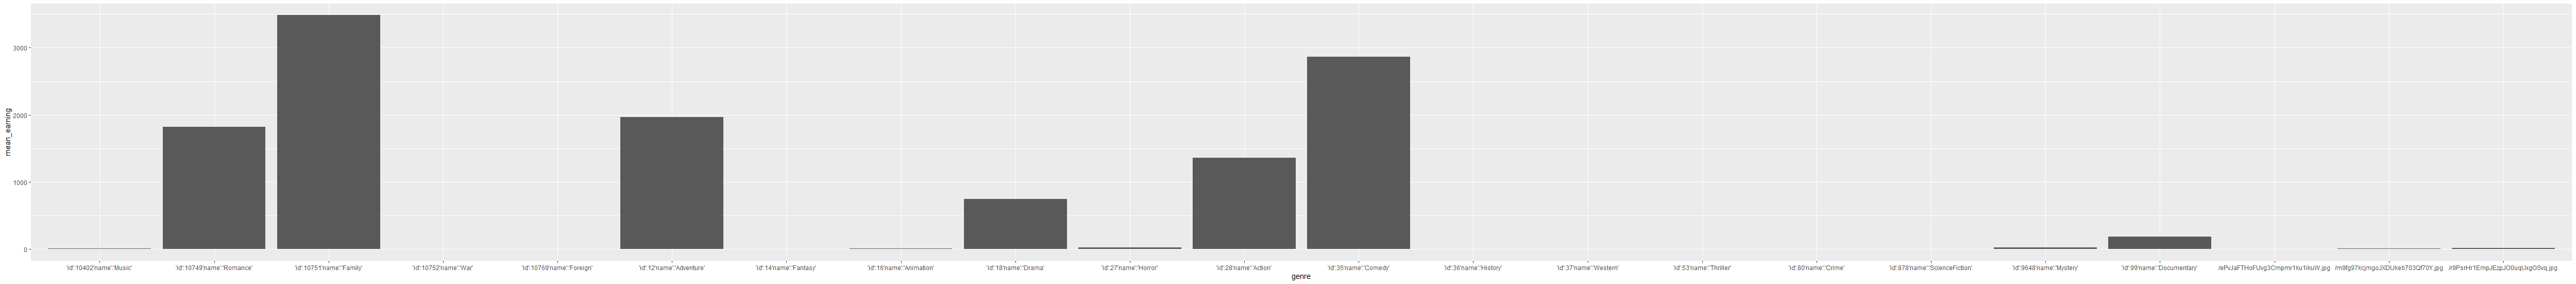 mean_earning
3000
2000
1000
0
'id':10402'name':'Music'
'id':10749'name':'Romance'
'id':10751'name':'Family'
'id':10752'name':'War'
'id':10769'name':'Foreign'
'id':12'name':'Adventure'
'id':14'name':'Fantasy'
'id':16'name':'Animation'
'id':18'name':'Drama'
'id':27'name':'Horror'
'id':28'name':'Action'
'id':35'name':'Comedy'
'id':36'name':'History'
'id':37'name':'Western'
'id':53'name':'Thriller'
'id':80'name':'Crime'
'id':878'name':'ScienceFiction'
'id':9648'name':'Mystery'
'id':99'name':'Documentary'
genre